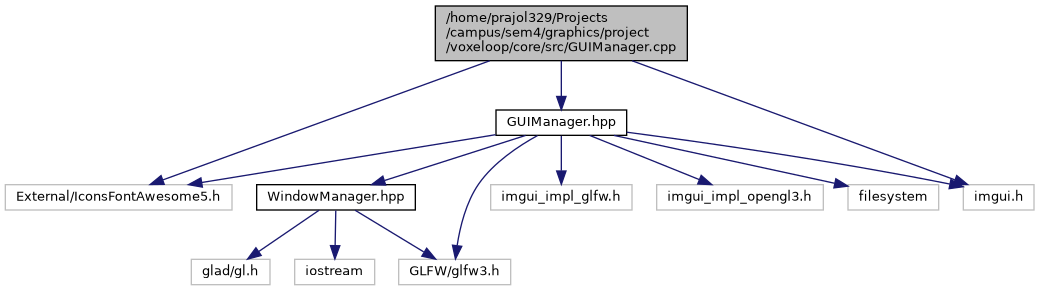 /home/prajol329/Projects
/campus/sem4/graphics/project
/voxeloop/core/src/GUIManager.cpp
GUIManager.hpp
External/IconsFontAwesome5.h
WindowManager.hpp
imgui_impl_glfw.h
imgui_impl_opengl3.h
filesystem
imgui.h
glad/gl.h
iostream
GLFW/glfw3.h